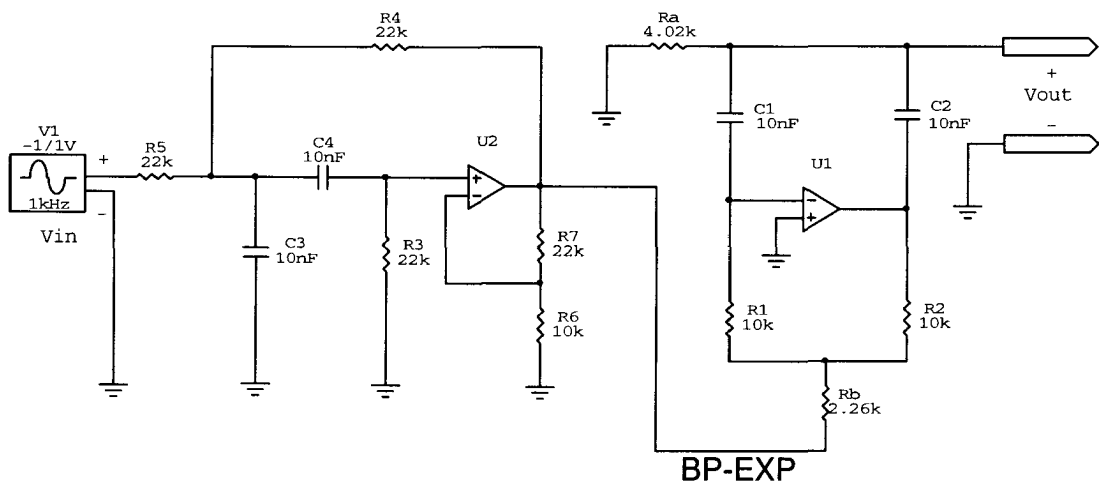 R4
22k
Ra
4.02k
V1
-1/1V
1kHz
Vin
+
-
R5
22k
C4
10nF
C3
10nF
R3
22k
U2
+
-
R7
22k
R6
10k
C1
10nF
C2
10nF
U1
-
+
R1
10k
R2
10k
Rb
2.26k
+
Vout
-
BP-EXP